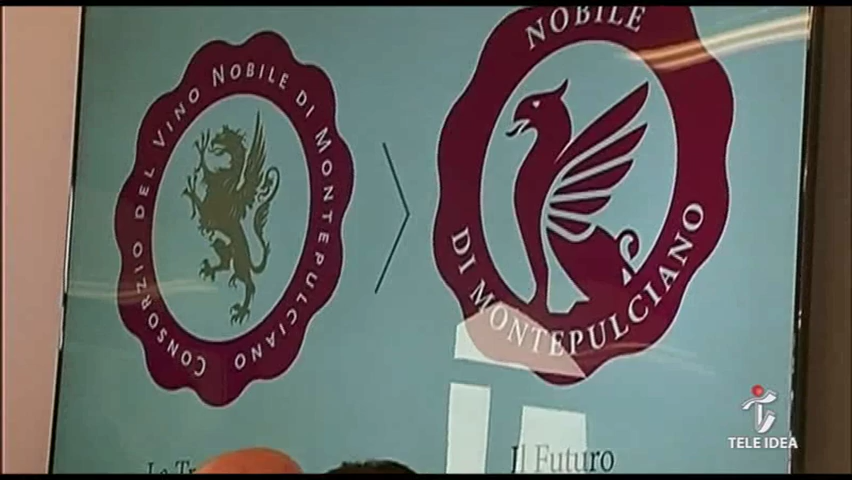 CONSORZIO DEL VINO NOBILE DI MONTEPULCIANO
NOBILE
DI MONTEPULCIANO
Il Futuro
TELE IDEA